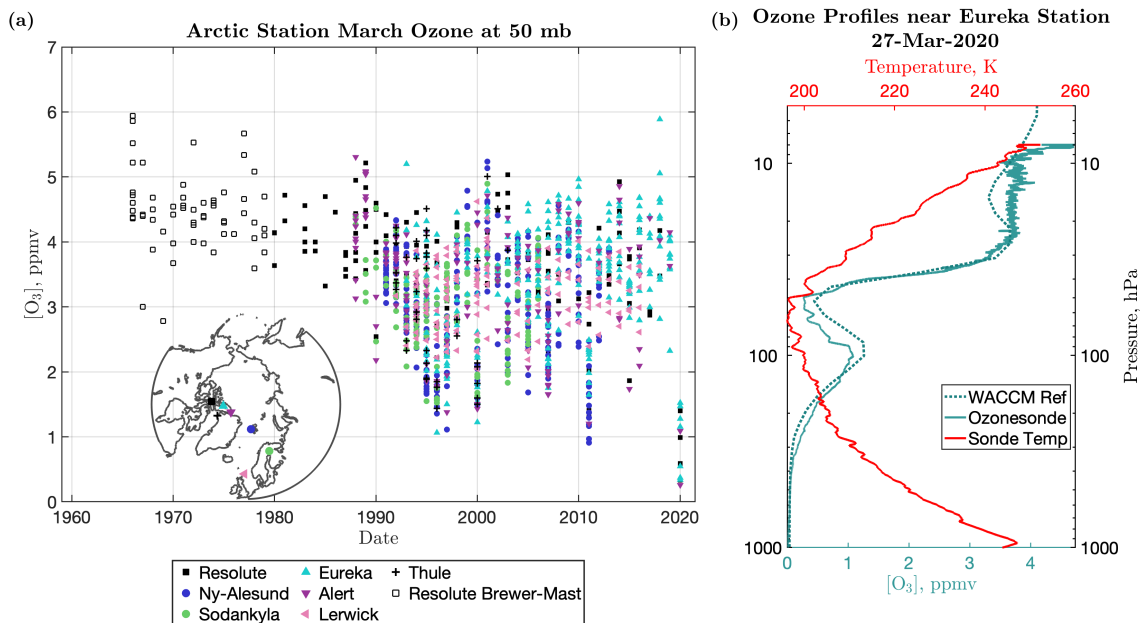 (a)
Arctic Station March Ozone at 50 mb
7
6
5
4
3
2
1
0
[O3], ppmv
1960 1970 1980 1990 2000 2010 2020
Date
Resolute
Ny-Alesund
Sodankyla
Eureka
Alert
Lerwick
Thule
Resolute Brewer-Mast
(b)
Ozone Profiles near Eureka Station
27-Mar-2020
Temperature, K
200 220 240 260
10 10
100 100
1000 1000
Pressure, hPa
WACCM Ref
Ozonesonde
Sonde Temp
0 1 2 3 4
[O3], ppmv